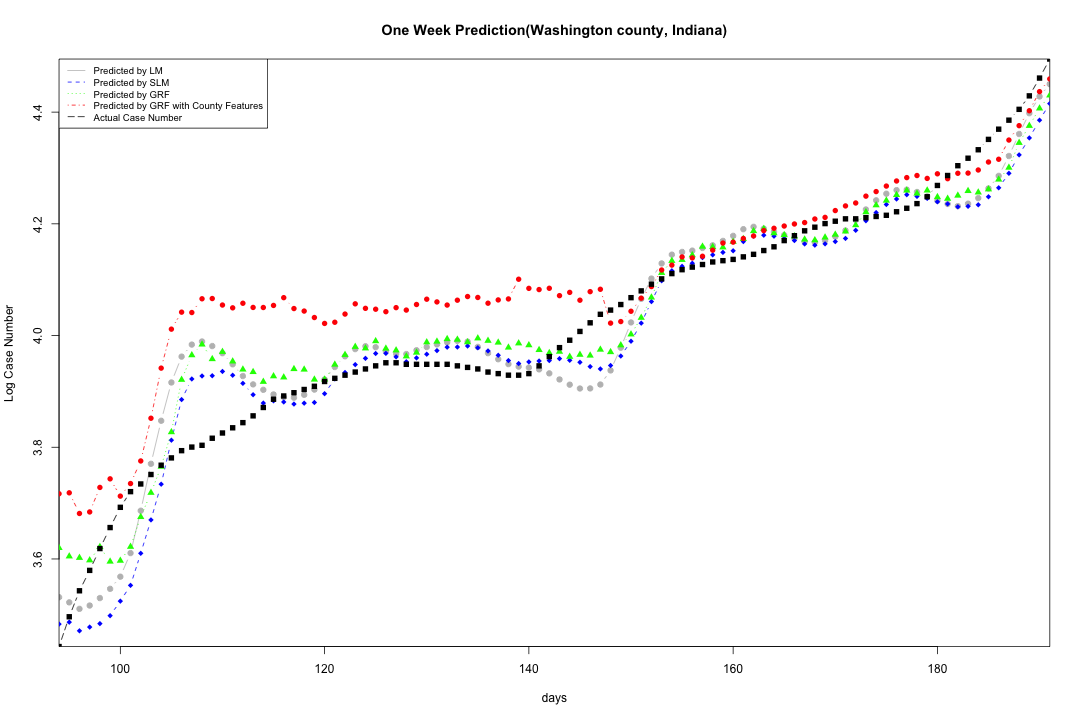 One Week Prediction(Washington county, Indiana)
Predicted by LM
Predicted by SLM
Predicted by GRF
Predicted by GRF with County Features
Actual Case Number
Log Case Number
4.4
4.2
4.0
3.8
3.6
100 120 140 160 180
days